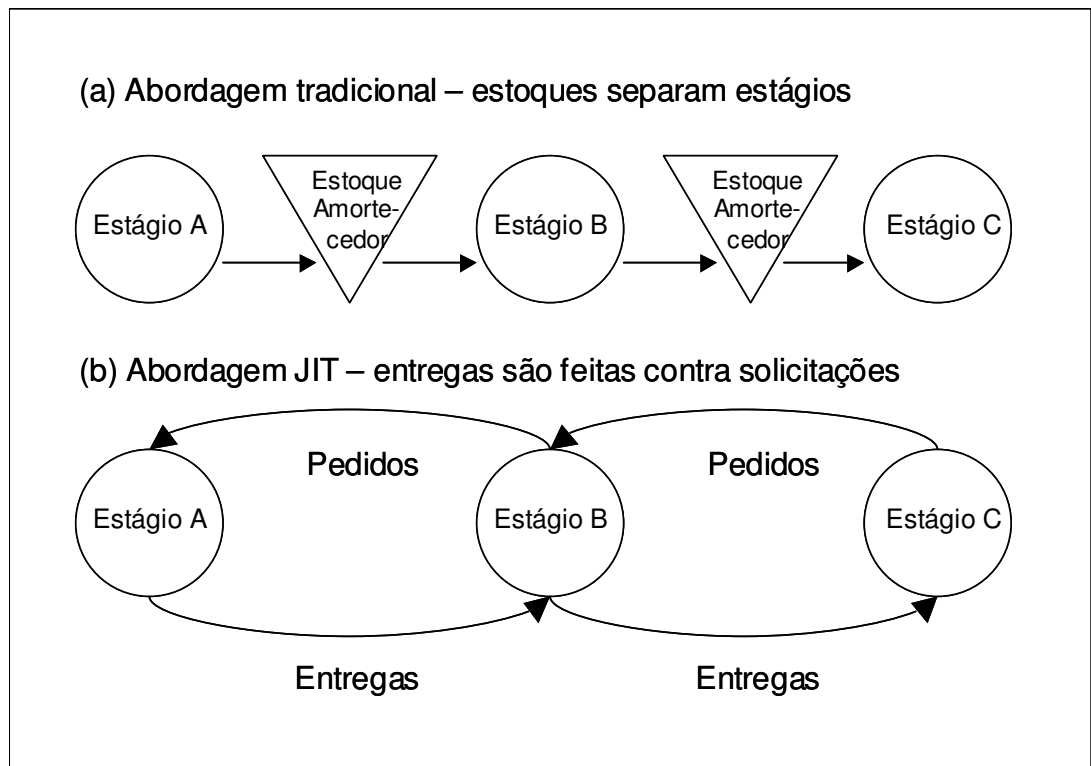 (a) Abordagem tradicional – estoques separam estágios
Estágio A
Estoque
Amorte-
cedor
Estágio B
Estoque
Amorte-
cedor
Estágio C
(b) Abordagem JIT – entregas são feitas contra solicitações
Pedidos
Pedidos
Estágio A
Estágio B
Estágio C
Entregas
Entregas